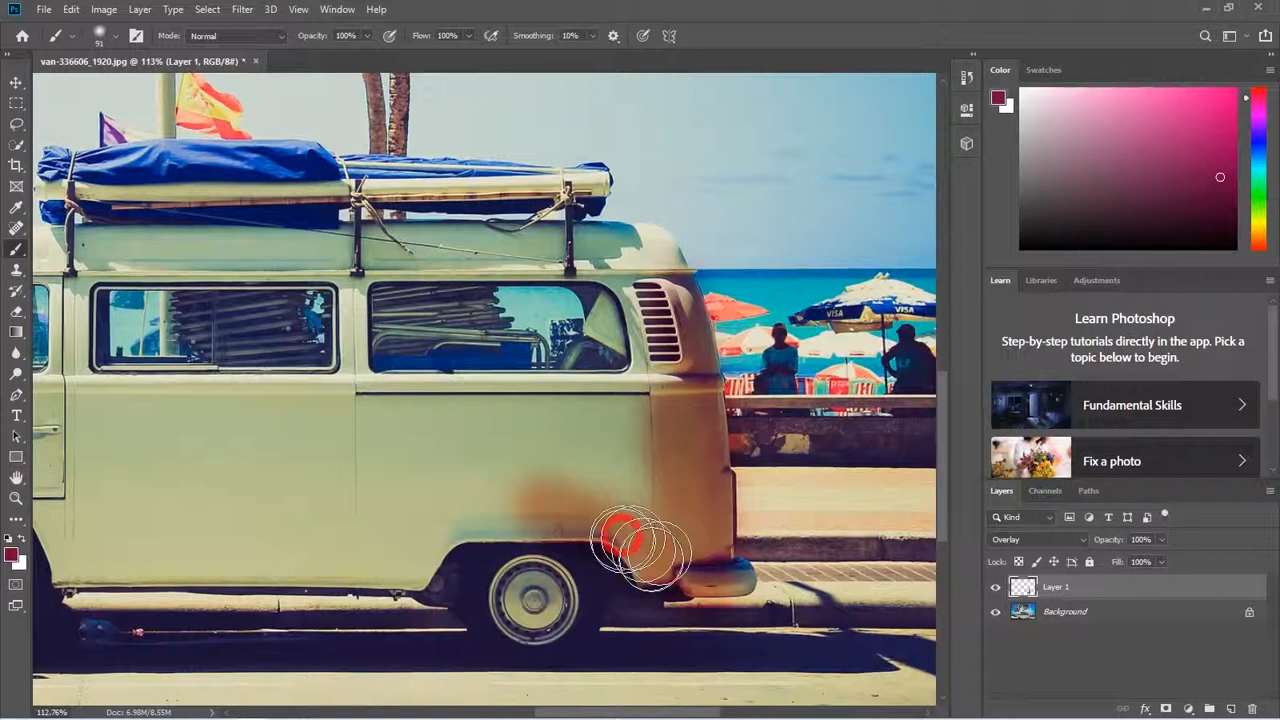 Ps File Edit Image Layer Type Select Filter 3D View Window Help
91 Mode: Normal Opacity: 100% Flow: 100% Smoothing: 10%
van-336606_1920.jpg @ 113% (Layer 1, RGB/8#) *
Color Swatches
VISA VISA
Learn Libraries Adjustments
Learn Photoshop
Step-by-step tutorials directly in the app. Pick a
topic below to begin.
Fundamental Skills
Fix a photo
Layers Channels Paths
Kind
Overlay Opacity: 100%
Lock: Fill: 100%
Layer 1
Background
112.76% Doc: 6.98M/8.55M